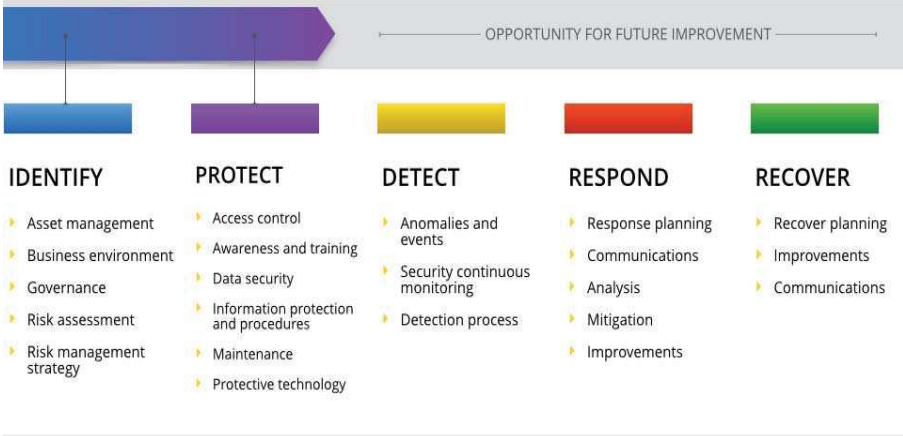 OPPORTUNITY FOR FUTURE IMPROVEMENT
IDENTIFY
Asset management
Business environment
Governance
Risk assessment
Risk management
strategy
PROTECT
Access control
Awareness and training
Data security
Information protection
and procedures
Maintenance
Protective technology
DETECT
Anomalies and
events
Security continuous
monitoring
Detection process
RESPOND
Response planning
Communications
Analysis
Mitigation
Improvements
RECOVER
Recover planning
Improvements
Communications